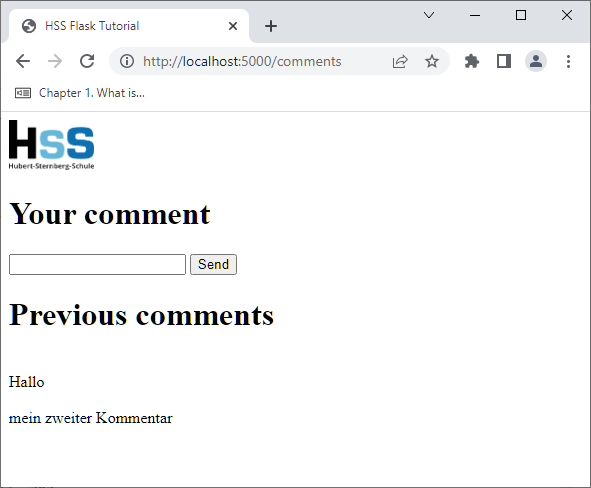 HSS Flask Tutorial
http://localhost:5000/comments
Chapter 1. What is...
HSS
Hubert-Sternberg-Schule
Your comment
Send
Previous comments
Hallo
mein zweiter Kommentar